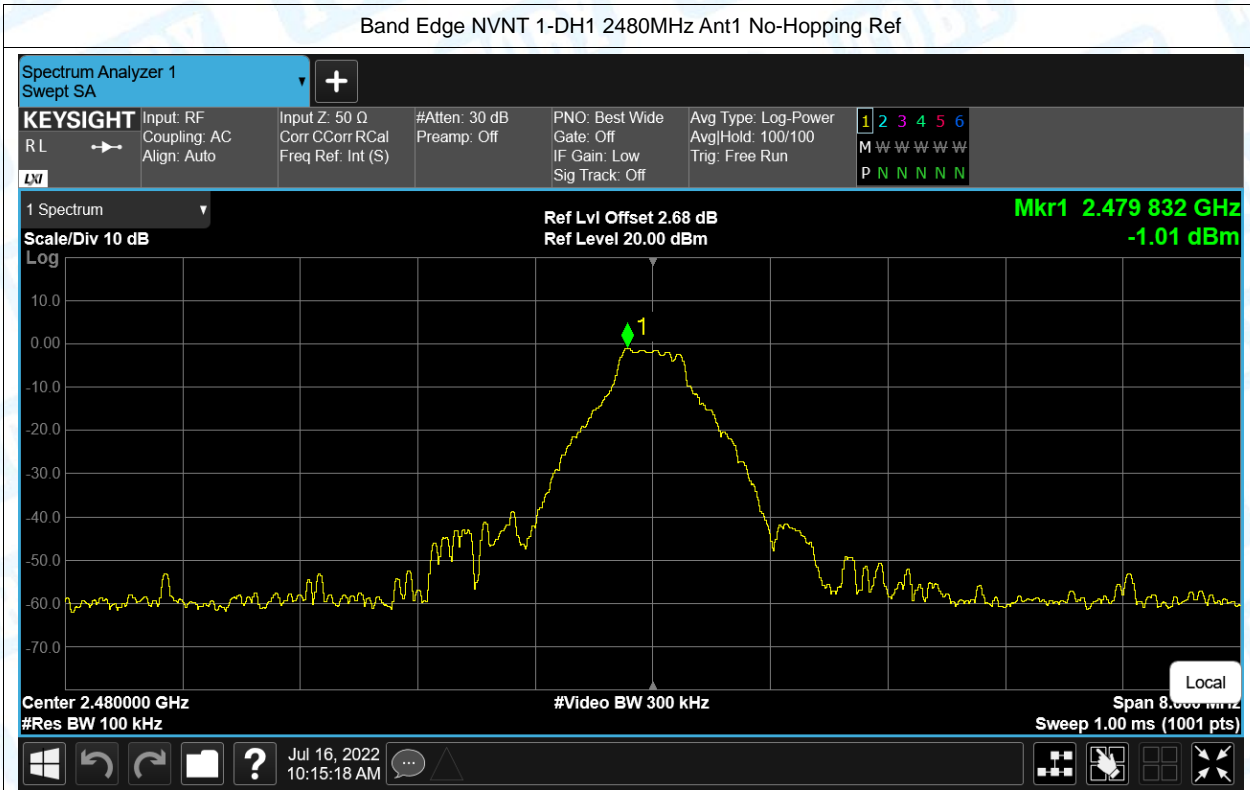 Band Edge NVNT 1-DH1 2480MHz Ant1 No-Hopping Ref
Spectrum Analyzer 1
Swept SA
+
KEYSIGHT
RL
LXI
Input: RF
Coupling: AC
Align: Auto
Input Z: 50 Ω
Corr CCorr RCal
Freq Ref: Int (S)
#Atten: 30 dB
Preamp: Off
PNO: Best Wide
Gate: Off
IF Gain: Low
Sig Track: Off
Avg Type: Log-Power
Avg|Hold: 100/100
Trig: Free Run
1 2 3 4 5 6
M W W W W W
P N N N N N
1 Spectrum
Scale/Div 10 dB
Log
Ref Lvl Offset 2.68 dB
Ref Level 20.00 dBm
Mkr1 2.479 832 GHz
-1.01 dBm
10.0
0.00
-10.0
-20.0
-30.0
-40.0
-50.0
-60.0
-70.0
1
Local
Center 2.480000 GHz
#Res BW 100 kHz
#Video BW 300 kHz
Span 8.000 MHz
Sweep 1.00 ms (1001 pts)
?
Jul 16, 2022
10:15:18 AM